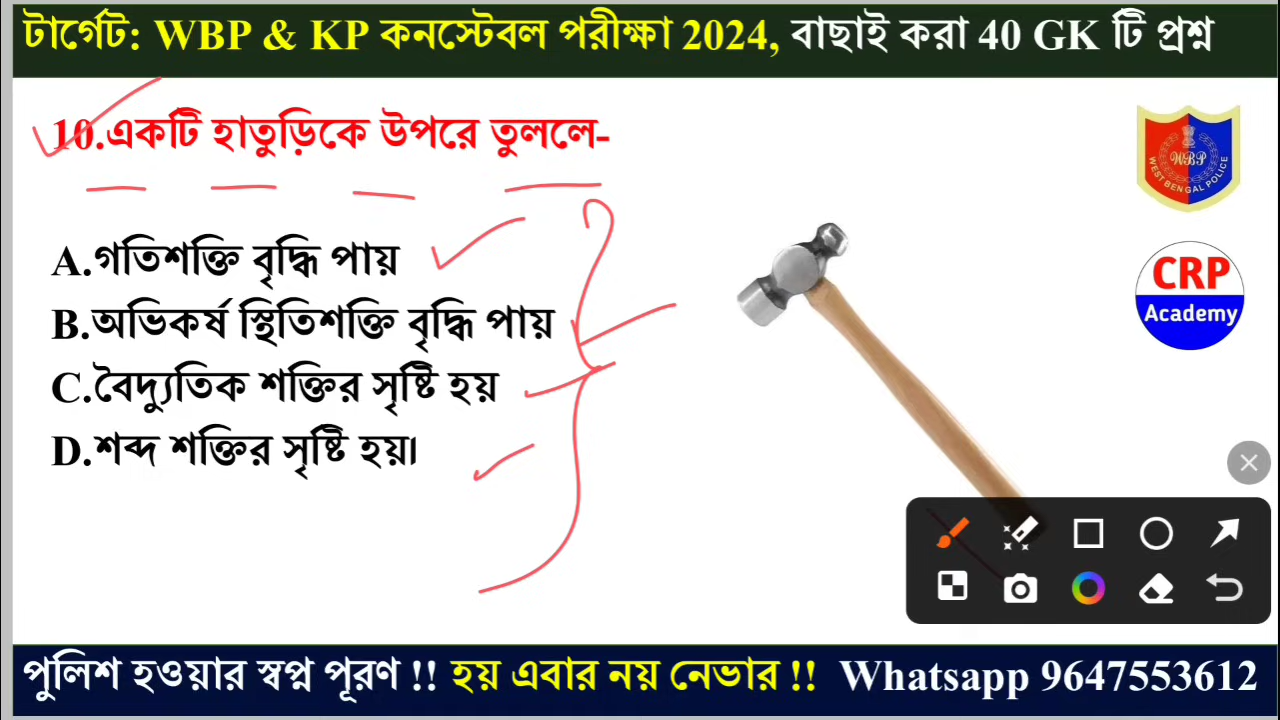 টার্গেট: WBP & KP কনস্টেবল পরীক্ষা 2024, বাছাই করা 40 GK টি প্রশ্ন
10.একটি হাতুড়িকে উপরে তুললে-
A.গতিশক্তি বৃদ্ধি পায়
B.অভিকর্ষ স্থিতিশক্তি বৃদ্ধি পায়
C.বৈদ্যুতিক শক্তির সৃষ্টি হয়
D.শব্দ শক্তির সৃষ্টি হয়।
WBP
WEST BENGAL POLICE
CRP
Academy
পুলিশ হওয়ার স্বপ্ন পূরণ !! হয় এবার নয় নেভার !! Whatsapp 9647553612